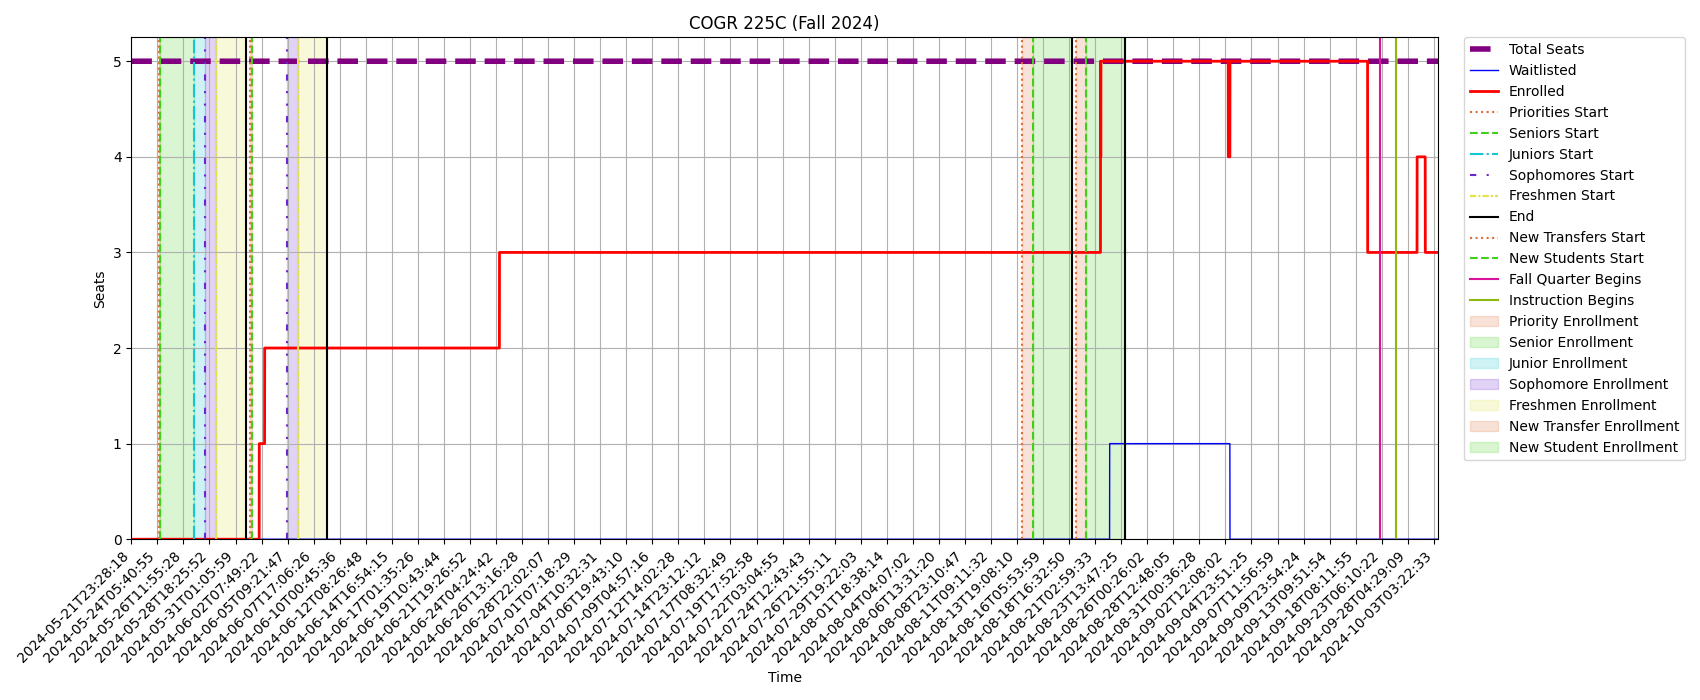 COGR 225C (Fall 2024)
Seats
5
4
3
2
1
0
2024-05-21T23:28:18
2024-05-24T05:40:55
2024-05-26T11:55:28
2024-05-28T18:25:52
2024-05-31T01:05:59
2024-06-02T07:49:22
2024-06-05T09:21:47
2024-06-07T17:06:26
2024-06-10T00:45:36
2024-06-12T08:26:48
2024-06-14T16:54:15
2024-06-17T01:35:26
2024-06-19T10:43:44
2024-06-21T19:26:52
2024-06-24T04:24:42
2024-06-26T13:16:28
2024-06-28T22:02:07
2024-07-01T07:18:29
2024-07-04T10:32:31
2024-07-06T19:43:10
2024-07-09T04:57:16
2024-07-12T14:02:28
2024-07-14T23:12:12
2024-07-17T08:32:49
2024-07-19T17:52:58
2024-07-22T03:04:55
2024-07-24T12:43:43
2024-07-26T21:55:11
2024-07-29T19:22:03
2024-08-01T18:38:14
2024-08-04T04:07:02
2024-08-06T13:31:20
2024-08-08T23:10:47
2024-08-11T09:11:32
2024-08-13T19:08:10
2024-08-16T05:53:59
2024-08-18T16:32:50
2024-08-21T02:59:33
2024-08-23T13:47:25
2024-08-26T00:26:02
2024-08-28T12:48:05
2024-08-31T00:36:28
2024-09-02T12:08:02
2024-09-04T23:51:25
2024-09-07T11:56:59
2024-09-09T23:54:24
2024-09-13T09:51:54
2024-09-18T08:11:55
2024-09-23T06:10:22
2024-09-28T04:29:09
2024-10-03T03:22:33
Time
Total Seats
Waitlisted
Enrolled
Priorities Start
Seniors Start
Juniors Start
Sophomores Start
Freshmen Start
End
New Transfers Start
New Students Start
Fall Quarter Begins
Instruction Begins
Priority Enrollment
Senior Enrollment
Junior Enrollment
Sophomore Enrollment
Freshmen Enrollment
New Transfer Enrollment
New Student Enrollment